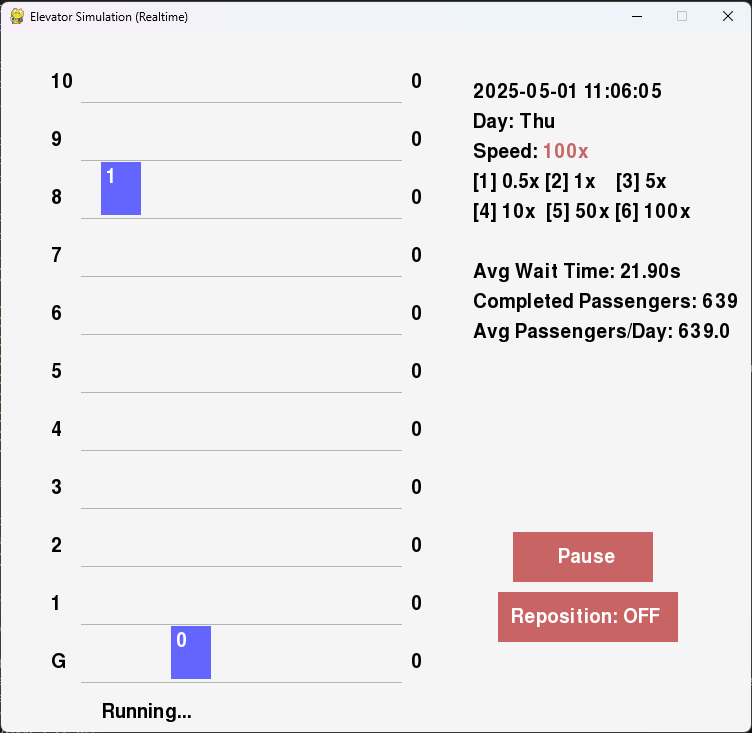 Elevator Simulation (Realtime)
10 0
9 0
1
8 0
7 0
6 0
5 0
4 0
3 0
2 0
1 0
0
G 0
Running...
2025-05-01 11:06:05
Day: Thu
Speed: 100x
[1] 0.5x [2] 1x [3] 5x
[4] 10x [5] 50x [6] 100x
Avg Wait Time: 21.90s
Completed Passengers: 639
Avg Passengers/Day: 639.0
Pause
Reposition: OFF